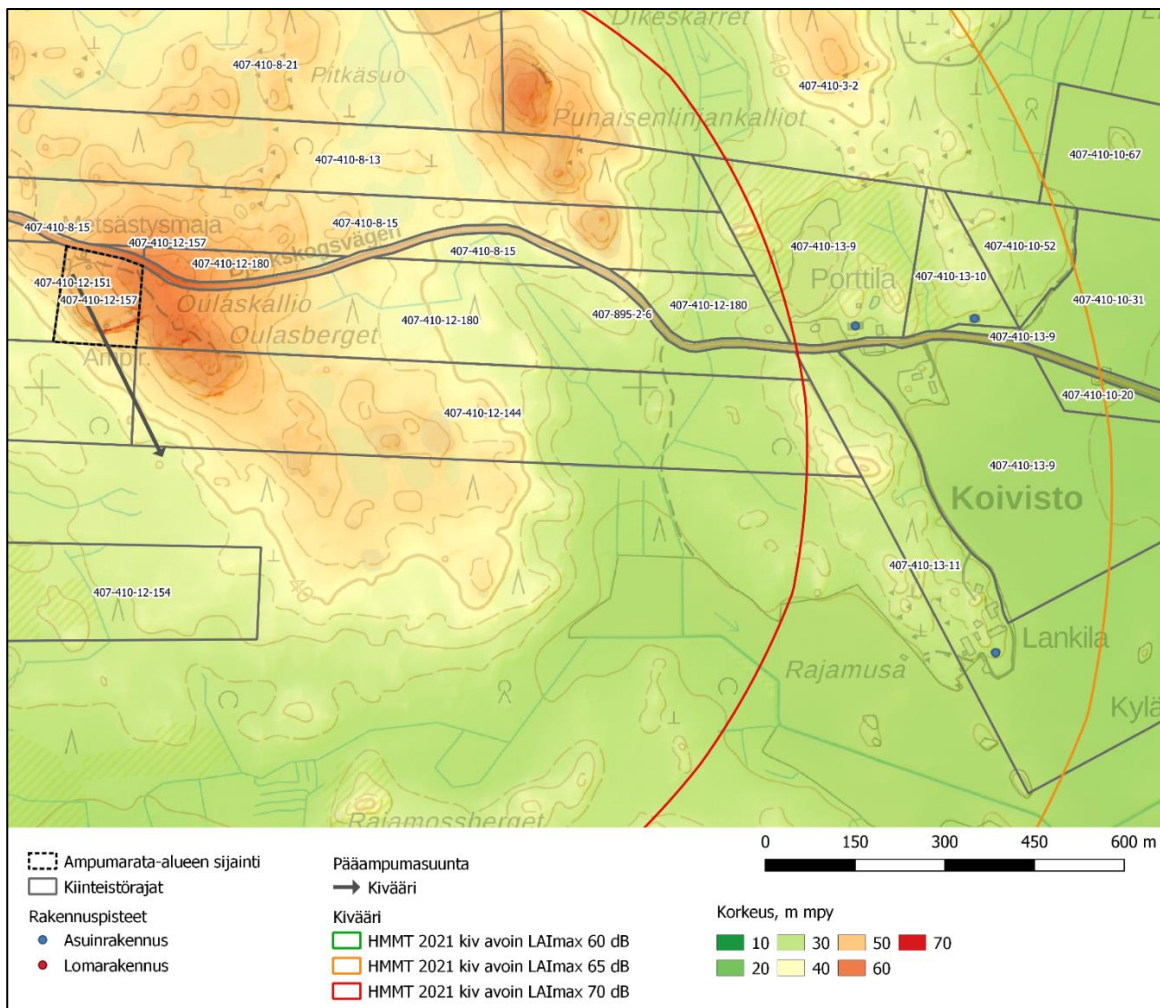 Dikeskärret
407-410-8-21
Pitkäsuo
407-410-3-2
40
Punaisenlinjankalliot
407-410-10-67
407-410-8-13
407-410-8-15
407-410-8-15
Metsästysmaja
407-410-12-157
407-410-8-15
407-410-12-180
407-410-13-9
407-410-10-52
407-410-13-10
Porttila
407-410-12-151
407-410-12-157
Oulaskallio
Oulasberget
407-410-12-180
407-895-2-6
407-410-12-180
407-410-10-31
407-410-13-9
Ampr.
407-410-10-20
407-410-12-144
407-410-13-9
Koivisto
407-410-13-11
40
407-410-12-154
Lankila
Rajamusa
Kylä
Rajamossberget
0 150 300 450 600 m
Ampumarata-alueen sijainti
Kiinteistörajat
Rakennuspisteet
Asuinrakennus
Lomarakennus
Pääampumasuunta
Kivääri
Kivääri
HMMT 2021 kiv avoin LAImax 60 dB
HMMT 2021 kiv avoin LAImax 65 dB
HMMT 2021 kiv avoin LAImax 70 dB
Korkeus, m mpy
10 30 50 70
20 40 60